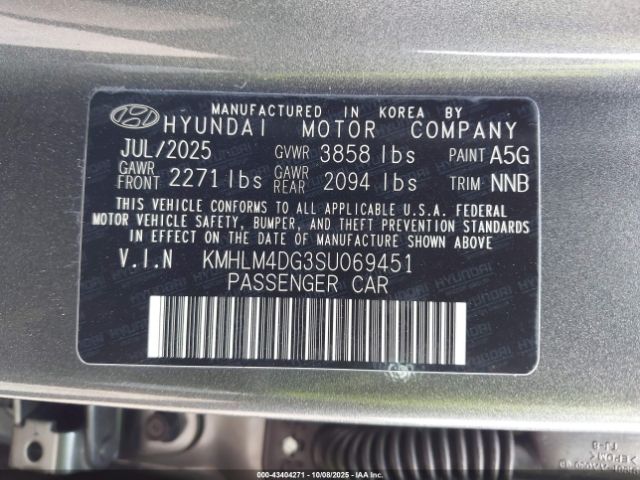 MANUFACTURED IN KOREA BY
HYUNDAI MOTOR COMPANY
JUL/2025 GVWR 3858 lbs PAINT A5G
GAWR FRONT 2271 lbs GAWR REAR 2094 lbs TRIM NNB
THIS VEHICLE CONFORMS TO ALL APPLICABLE U.S.A. FEDERAL
MOTOR VEHICLE SAFETY, BUMPER, AND THEFT PREVENTION STANDARDS
IN EFFECT ON THE DATE OF MANUFACTURE SHOWN ABOVE
V.I.N KMHLM4DG3SU069451
PASSENGER CAR
000-43404271 | 10/08/2025 | Copyright © 2025 IAA, LLC